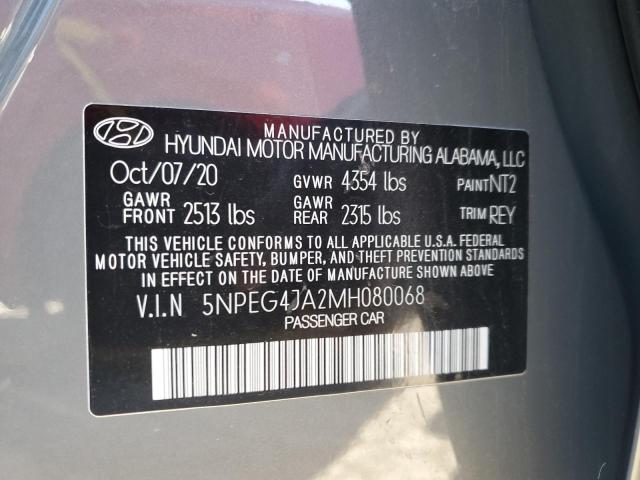 MANUFACTURED BY
HYUNDAI MOTOR MANUFACTURING ALABAMA, LLC
Oct/07/20 GVWR 4354 lbs PAINT NT2
GAWR FRONT 2513 lbs GAWR REAR 2315 lbs TRIM REY
THIS VEHICLE CONFORMS TO ALL APPLICABLE U.S.A. FEDERAL
MOTOR VEHICLE SAFETY, BUMPER, AND THEFT PREVENTION STANDARDS
IN EFFECT ON THE DATE OF MANUFACTURE SHOWN ABOVE.
V.I.N 5NPEG4JA2MH080068
PASSENGER CAR